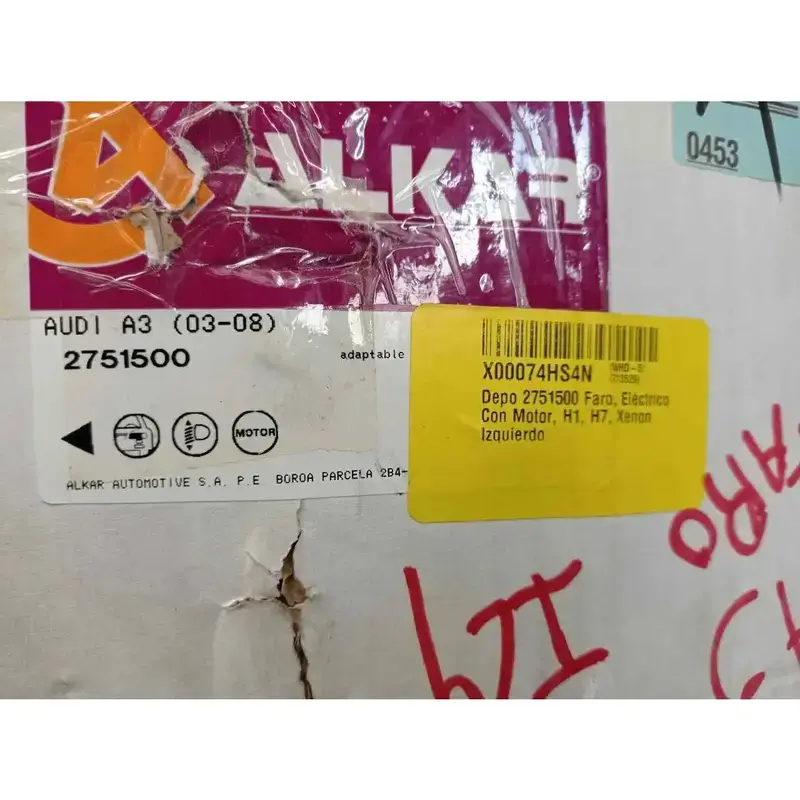 ALKAR®
0453
AUDI A3 (03-08)
2751500
adaptable
MOTOR
ALKAR AUTOMOTIVE S.A. P.E BOROA PARCELA 2B4-
X00074HS4N
Depo 2751500 Faro, Eléctrico
Con Motor, H1, H7, Xenon
Izquierdo
FARO